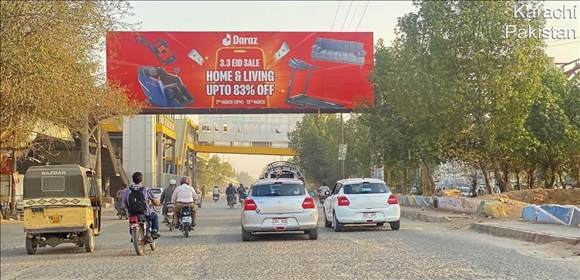 Karachi
Pakistan
Daraz
3.3 EID SALE
HOME & LIVING
UPTO 83% OFF
BAZDAR